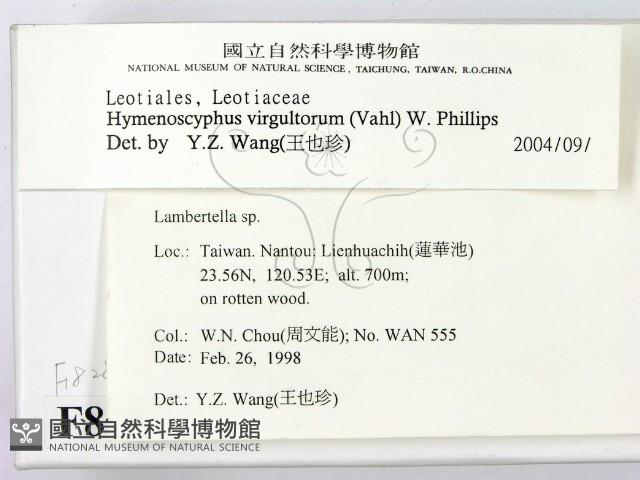 國立自然科學博物館
NATIONAL MUSEUM OF NATURAL SCIENCE, TAICHUNG, TAIWAN, R.O.CHINA
Leotiales, Leotiaceae
Hymenoscyphus virgultorum (Vahl) W. Phillips
Det. by Y.Z. Wang(王也珍) 2004/09/
Lambertella sp.
Loc.: Taiwan. Nantou: Lienhuachih(蓮華池)
23.56N, 120.53E; alt. 700m;
on rotten wood.
Col.: W.N. Chou(周文能); No. WAN 555
Date: Feb. 26, 1998
Det.: Y.Z. Wang(王也珍)
F8
國立自然科學博物館
NATIONAL MUSEUM OF NATURAL SCIENCE